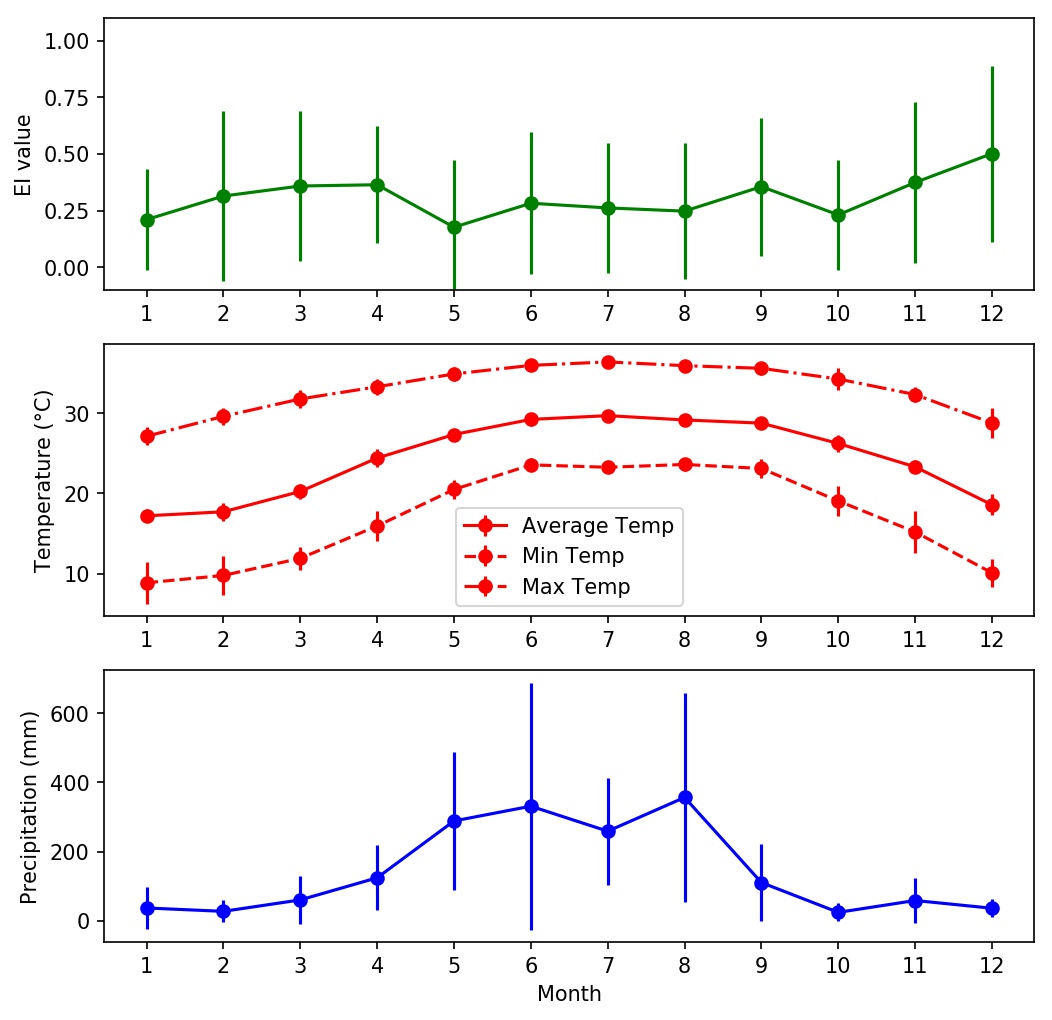 EI value
1.00
0.75
0.50
0.25
0.00
1 2 3 4 5 6 7 8 9 10 11 12
Temperature (°C)
30
20
10
Average Temp
Min Temp
Max Temp
1 2 3 4 5 6 7 8 9 10 11 12
Precipitation (mm)
600
400
200
0
1 2 3 4 5 6 7 8 9 10 11 12
Month